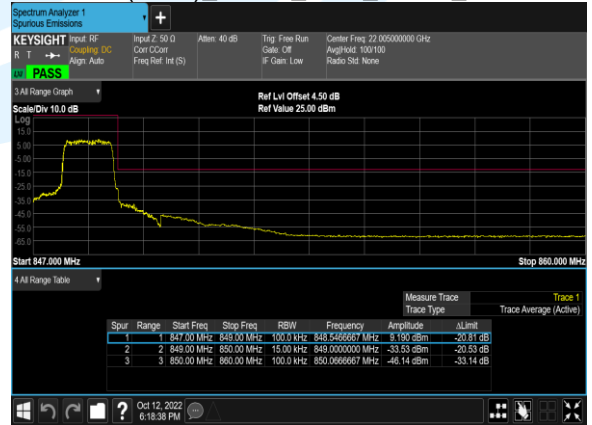 Spectrum Analyzer 1
Spurious Emissions
+
KEYSIGHT Input: RF Input Z: 50 Ω Atten: 40 dB Trig: Free Run Center Freq: 22.005000000 GHz
R T Coupling: DC Corr CCorr Gate: Off Avg|Hold: 100/100
Align: Auto Freq Ref: Int (S) IF Gain: Low Radio Std: None
LV PASS
3 All Range Graph
Ref Lvl Offset 4.50 dB
Scale/Div 10.0 dB Ref Value 25.00 dBm
Log
15.0
5.00
-5.00
-15.0
-25.0
-35.0
-45.0
-55.0
-65.0
Start 847.000 MHz Stop 860.000 MHz
4 All Range Table
Measure Trace Trace 1
Trace Type Trace Average (Active)
Spur Range Start Freq Stop Freq RBW Frequency Amplitude ΔLimit
1 1 847.00 MHz 849.00 MHz 100.0 kHz 848.5466667 MHz 9.190 dBm -20.81 dB
2 2 849.00 MHz 850.00 MHz 15.00 kHz 849.0000000 MHz -33.53 dBm -20.53 dB
3 3 850.00 MHz 860.00 MHz 100.0 kHz 850.0666667 MHz -46.14 dBm -33.14 dB
? Oct 12, 2022
6:18:38 PM